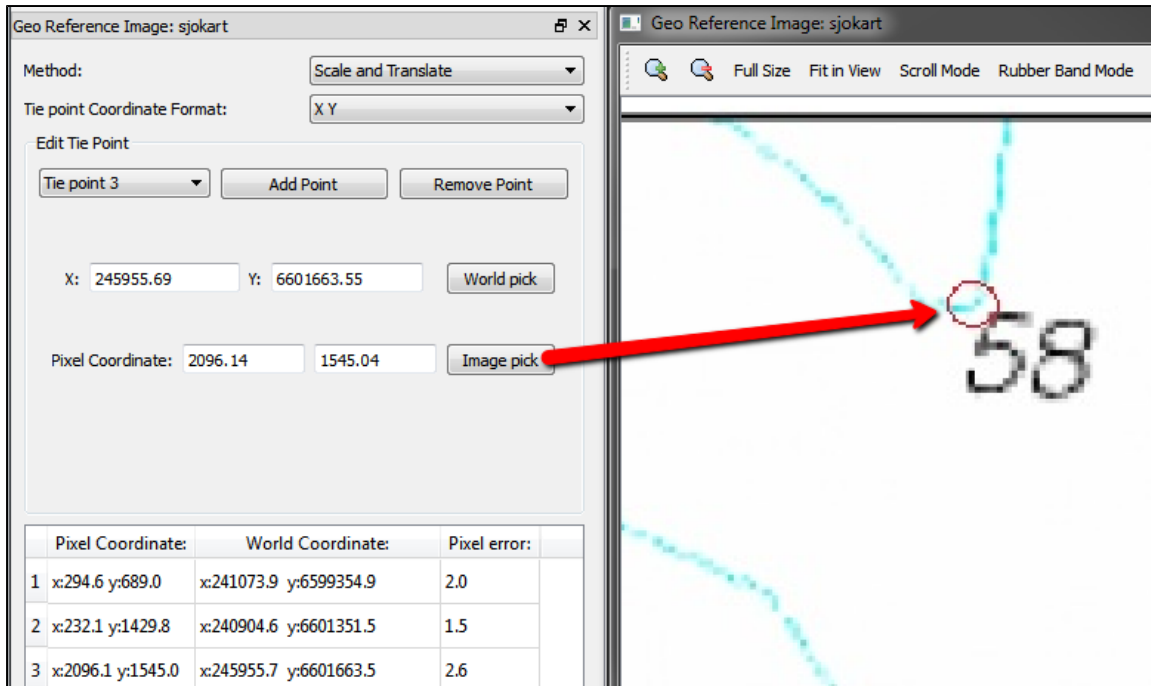 Geo Reference Image: sjokart
Method: Scale and Translate
Tie point Coordinate Format: X Y
Edit Tie Point
Tie point 3 Add Point Remove Point
X: 245955.69 Y: 6601663.55 World pick
Pixel Coordinate: 2096.14 1545.04 Image pick
Pixel Coordinate: World Coordinate: Pixel error:
1 x:294.6 y:689.0 x:241073.9 y:6599354.9 2.0
2 x:232.1 y:1429.8 x:240904.6 y:6601351.5 1.5
3 x:2096.1 y:1545.0 x:245955.7 y:6601663.5 2.6
Geo Reference Image: sjokart
Full Size Fit in View Scroll Mode Rubber Band Mode
58